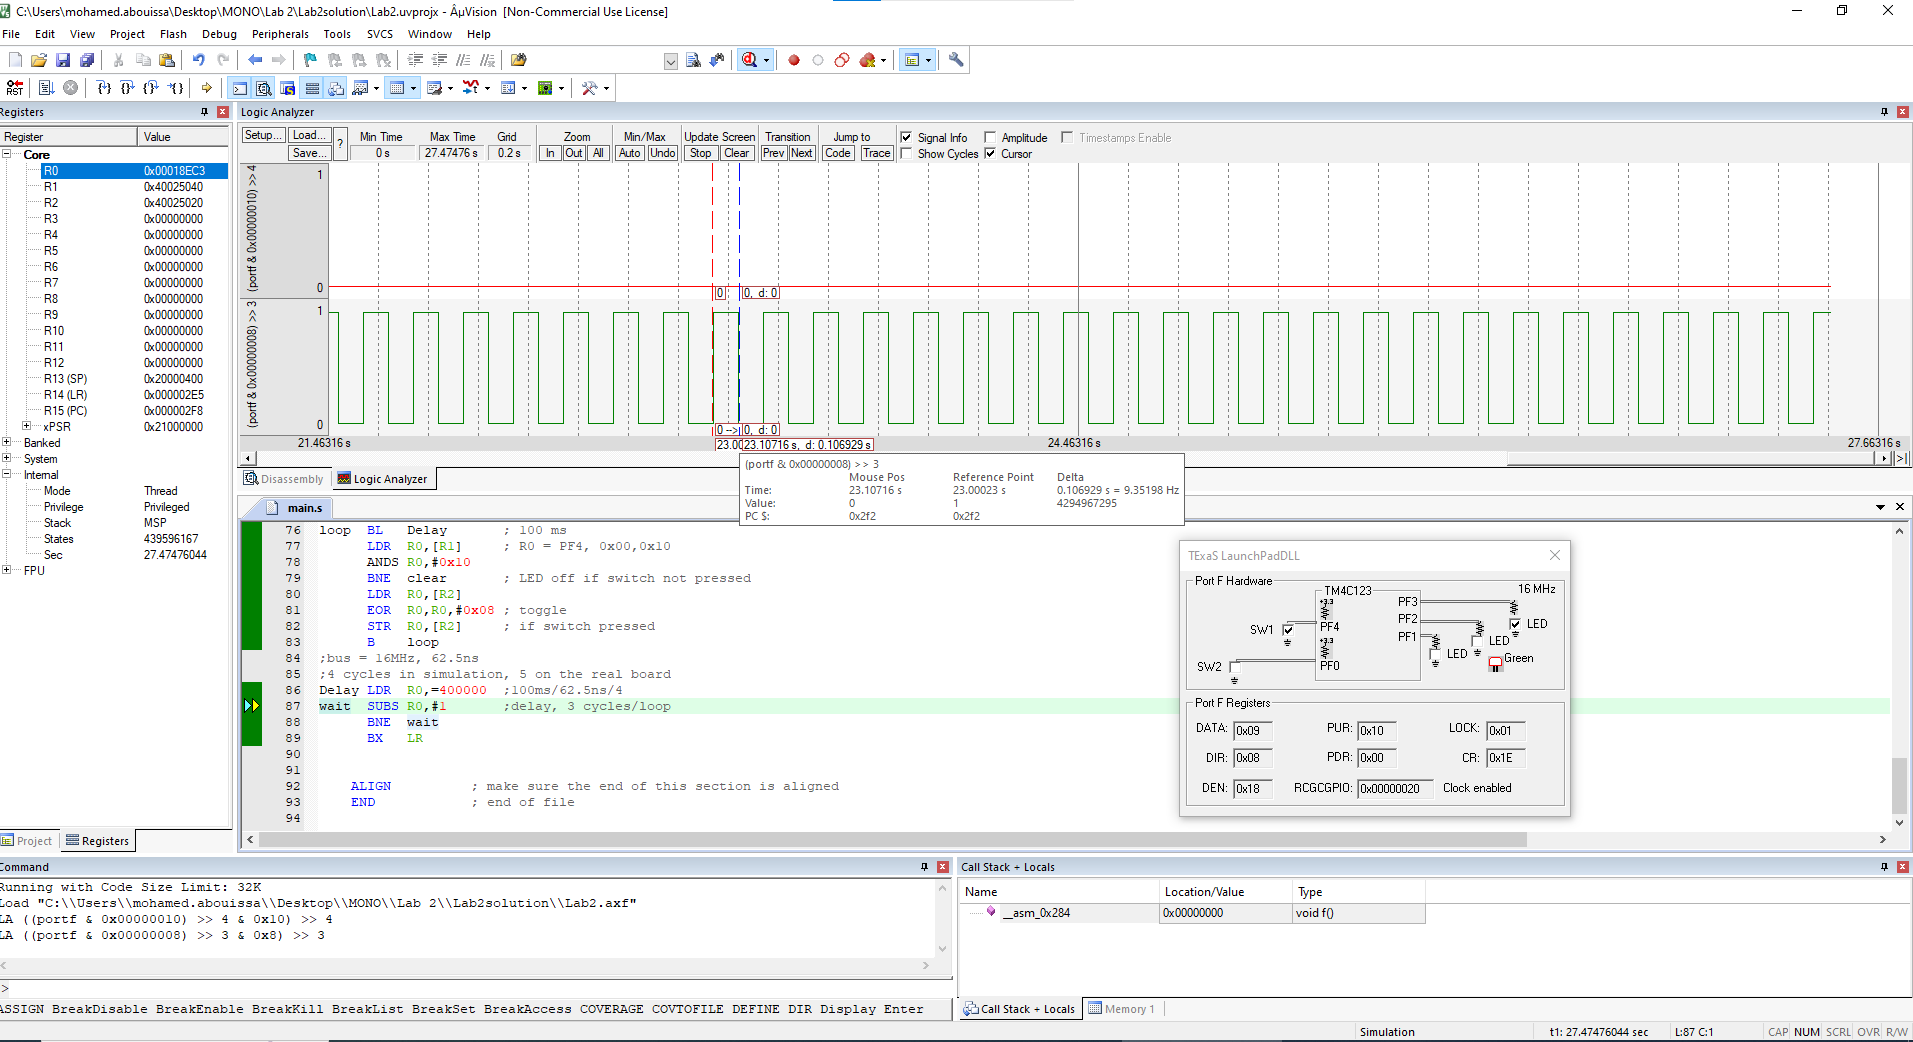 C:\Users\mohamed.abouissa\Desktop\MONO\Lab 2\Lab2solution\Lab2.uvprojx - ÂµVision [Non-Commercial Use License]
File Edit View Project Flash Debug Peripherals Tools SVCS Window Help
RST
Registers
Register Value
Core
R0 0x00018EC3
R1 0x40025040
R2 0x40025020
R3 0x00000000
R4 0x00000000
R5 0x00000000
R6 0x00000000
R7 0x00000000
R8 0x00000000
R9 0x00000000
R10 0x00000000
R11 0x00000000
R12 0x00000000
R13 (SP) 0x20000400
R14 (LR) 0x000002E5
R15 (PC) 0x000002F8
xPSR 0x21000000
Banked
System
Internal
Mode Thread
Privilege Privileged
Stack MSP
States 439596167
Sec 27.47476044
FPU
Project Registers
Logic Analyzer
Setup... Load... Min Time Max Time Grid Zoom Min/Max Update Screen Transition Jump to Signal Info Amplitude Timestamps Enable
Save... ? 0 s 27.47476 s 0.2 s In Out All Auto Undo Stop Clear Prev Next Code Trace Show Cycles Cursor
(portf & 0x00000010) >> 4
1
0
0 0, d: 0
(portf & 0x00000008) >> 3
1
0
0 --> 0, d: 0
23.00 23.10716 s, d: 0.106929 s
21.46316 s 24.46316 s 27.66316 s
Disassembly Logic Analyzer
(portf & 0x00000008) >> 3
Mouse Pos Reference Point Delta
Time: 23.10716 s 23.00023 s 0.106929 s = 9.35198 Hz
Value: 0 1 4294967295
PC $: 0x2f2 0x2f2
main.s
76 loop BL Delay ; 100 ms
77 LDR R0,[R1] ; R0 = PF4, 0x00,0x10
78 ANDS R0,#0x10
79 BNE clear ; LED off if switch not pressed
80 LDR R0,[R2]
81 EOR R0,R0,#0x08 ; toggle
82 STR R0,[R2] ; if switch pressed
83 B loop
84 ;bus = 16MHz, 62.5ns
85 ;4 cycles in simulation, 5 on the real board
86 Delay LDR R0,=400000 ;100ms/62.5ns/4
87 wait SUBS R0,#1 ;delay, 3 cycles/loop
88 BNE wait
89 BX LR
90
91
92 ALIGN ; make sure the end of this section is aligned
93 END ; end of file
94
TExaS LaunchPadDLL
Port F Hardware
TM4C123 16 MHz
+3.3 PF3
SW1 PF4 PF2 LED
+3.3 PF1 LED
SW2 PF0 LED Green
Port F Registers
DATA: 0x09 PUR: 0x10 LOCK: 0x01
DIR: 0x08 PDR: 0x00 CR: 0x1E
DEN: 0x18 RCGCGPIO: 0x00000020 Clock enabled
Command
Running with Code Size Limit: 32K
Load "C:\\Users\\mohamed.abouissa\\Desktop\\MONO\\Lab 2\\Lab2solution\\Lab2.axf"
LA ((portf & 0x00000010) >> 4 & 0x10) >> 4
LA ((portf & 0x00000008) >> 3 & 0x8) >> 3
>
ASSIGN BreakDisable BreakEnable BreakKill BreakList BreakSet BreakAccess COVERAGE COVTOFILE DEFINE DIR Display Enter
Call Stack + Locals
Name Location/Value Type
__asm_0x284 0x00000000 void f()
Call Stack + Locals Memory 1
Simulation t1: 27.47476044 sec L:87 C:1 CAP NUM SCRL OVR R/W